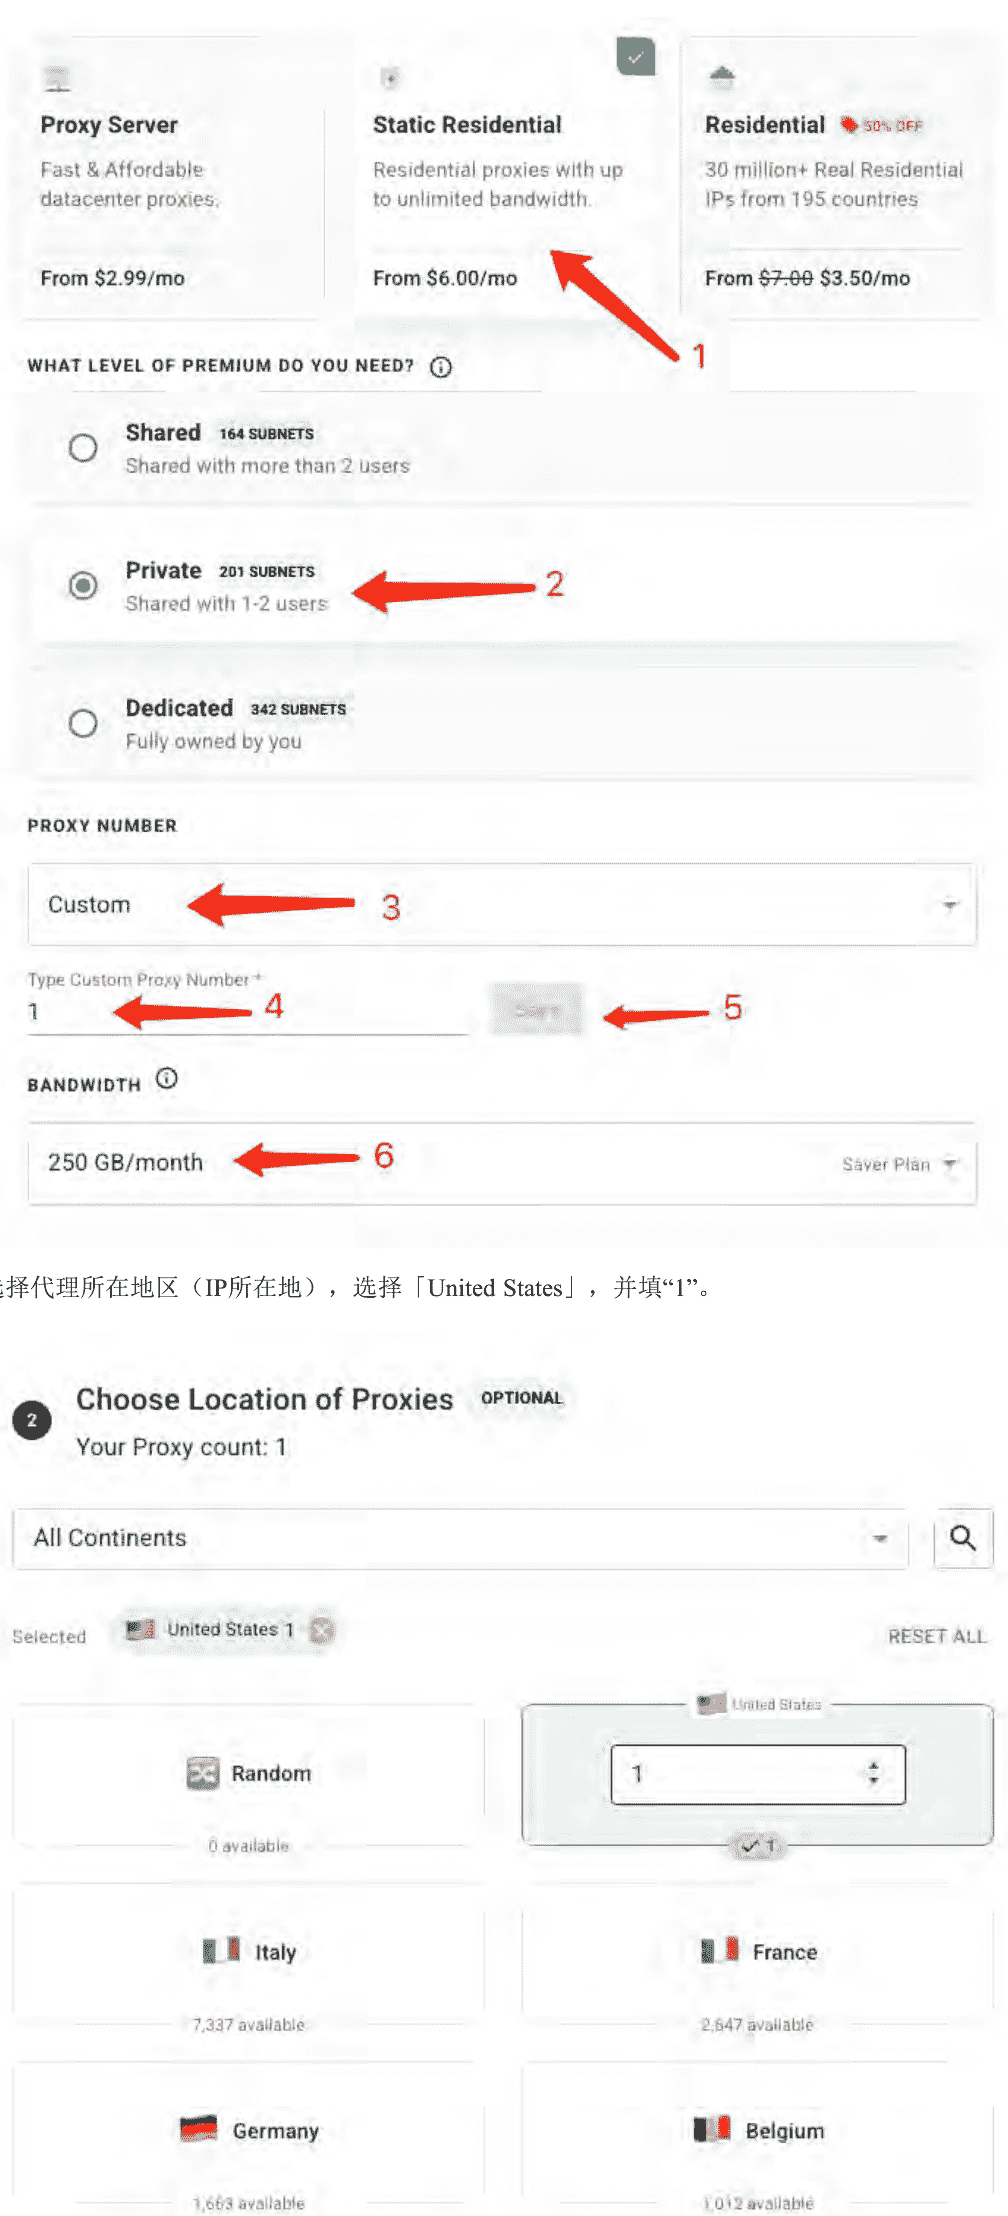 Proxy Server
Fast & Affordable
datacenter proxies.
From $2.99/mo
Static Residential
Residential proxies with up
to unlimited bandwidth.
From $6.00/mo
Residential 50% OFF
30 million+ Real Residential
IPs from 195 countries
From $7.00 $3.50/mo
1
WHAT LEVEL OF PREMIUM DO YOU NEED?
Shared 164 SUBNETS
Shared with more than 2 users
Private 201 SUBNETS
Shared with 1-2 users
2
Dedicated 342 SUBNETS
Fully owned by you
PROXY NUMBER
Custom
3
Type Custom Proxy Number *
1
4
Save
5
BANDWIDTH
250 GB/month
6
Saver Plan
选择代理所在地区（IP所在地），选择「United States」，并填“1”。
2
Choose Location of Proxies OPTIONAL
Your Proxy count: 1
All Continents
Selected
United States 1
RESET ALL
Random
0 available
United States
1
1
Italy
7,337 available
France
2,647 available
Germany
1,663 available
Belgium
1,012 available